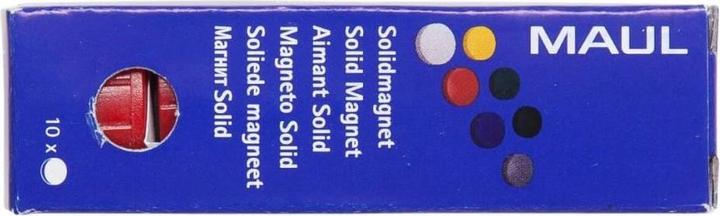 MAUL
Solidmagnet
Solid Magnet
Aimant Solid
Magneto Solid
Soliede magneet
Магнит Solid
10 x